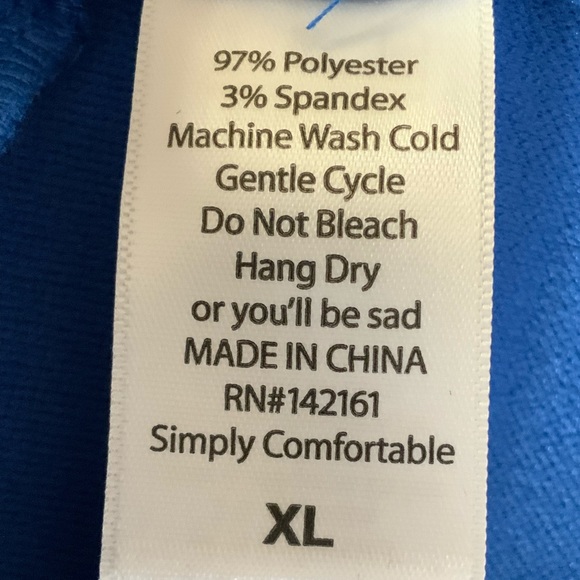 97% Polyester
3% Spandex
Machine Wash Cold
Gentle Cycle
Do Not Bleach
Hang Dry
or you'll be sad
MADE IN CHINA
RN#142161
Simply Comfortable
XL